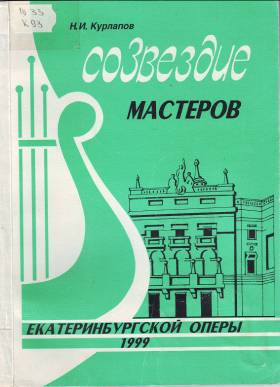 Н.И. Курлапов
созвездие
МАСТЕРОВ
ЕКАТЕРИНБУРГСКОЙ ОПЕРЫ
1999